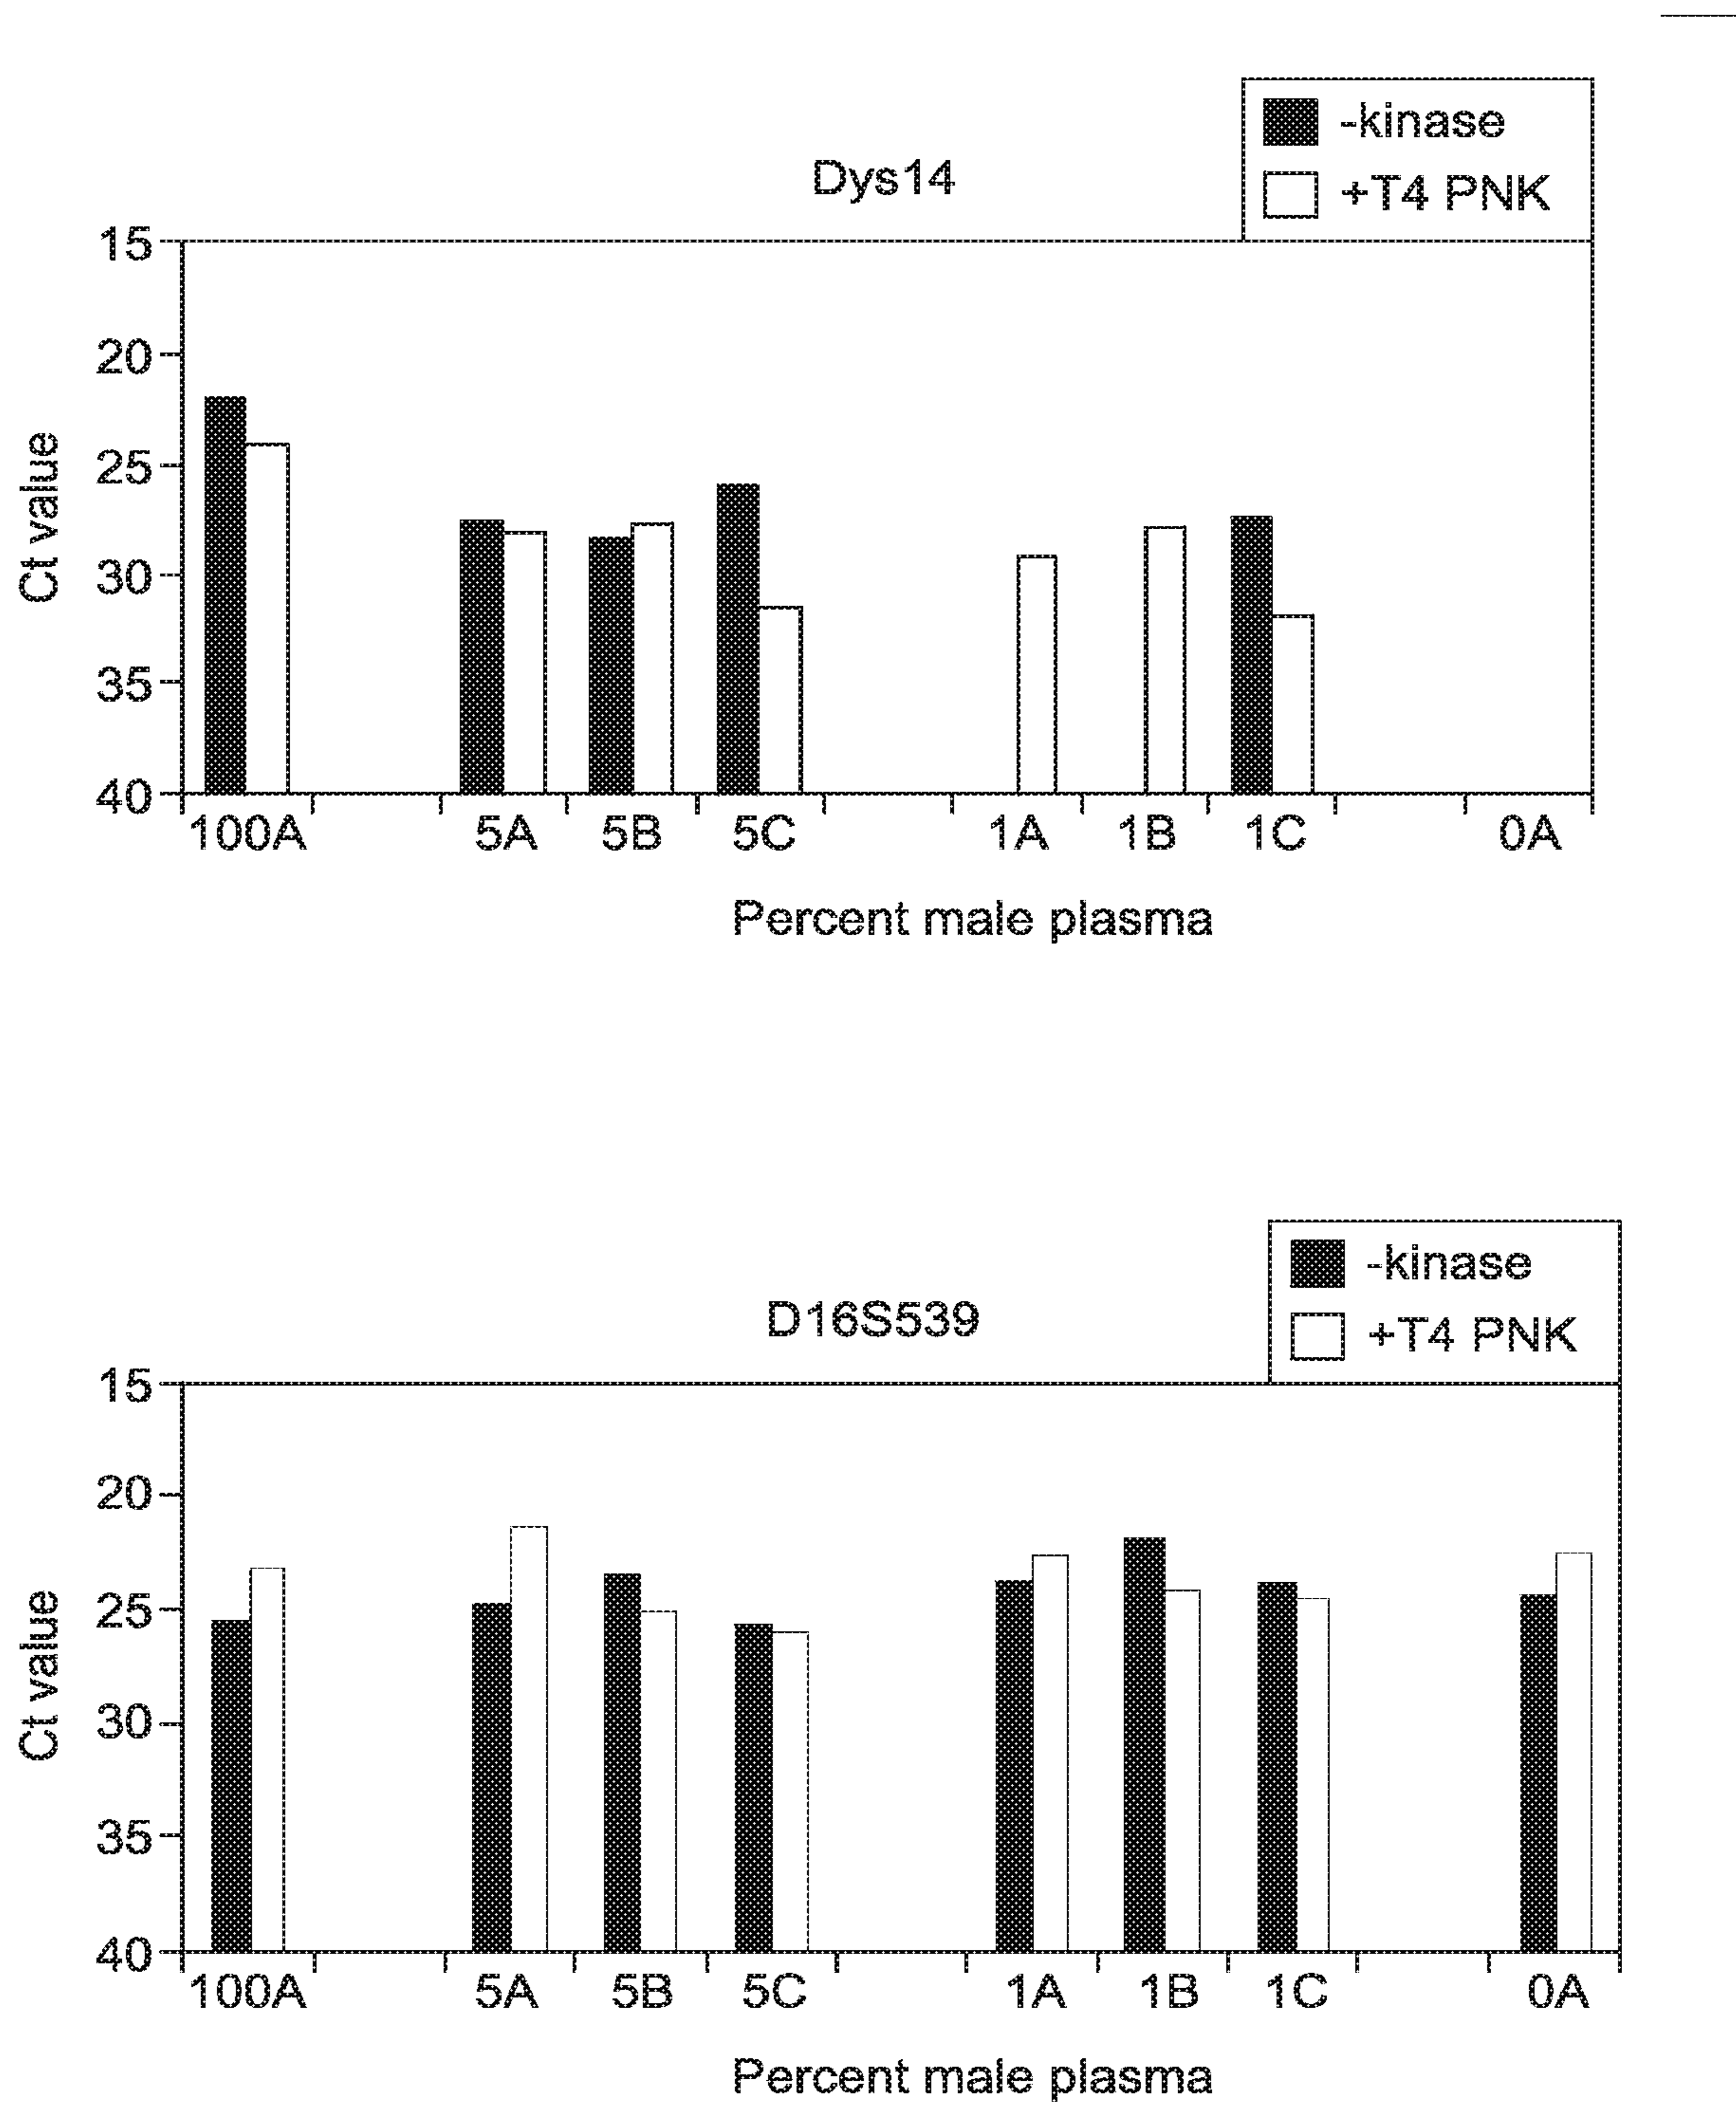 -kinase
+T4 PNK
Dys14
15
20
25
30
35
40
Ct value
100A 5A 5B 5C 1A 1B 1C 0A
Percent male plasma
-kinase
+T4 PNK
D16S539
15
20
25
30
35
40
Ct value
100A 5A 5B 5C 1A 1B 1C 0A
Percent male plasma